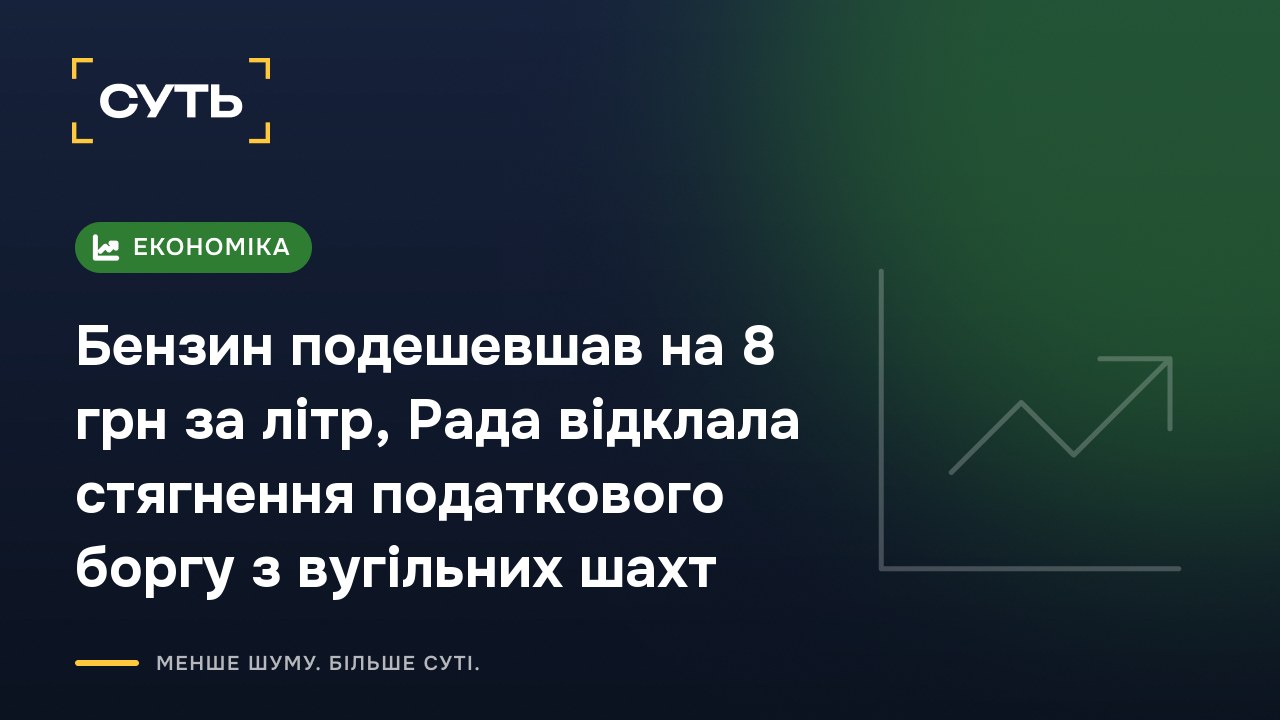 СУТЬ
ЕКОНОМІКА
Бензин подешевшав на 8
грн за літр, Рада відклала
стягнення податкового
боргу з вугільних шахт
МЕНШЕ ШУМУ. БІЛЬШЕ СУТІ.